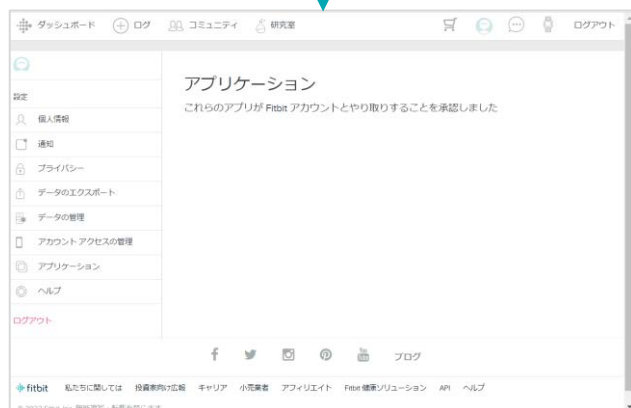 ダッシュボード ログ コミュニティ 研究室 ログアウト
アプリケーション
これらのアプリが Fitbit アカウントとやり取りすることを承認しました
設定
個人情報
通知
プライバシー
データのエクスポート
データの管理
アカウント アクセスの管理
アプリケーション
ヘルプ
ログアウト
ブログ
fitbit 私たちに関しては 投資家向け広報 キャリア 小売業者 アフィリエイト Fitbit 健康ソリューション API ヘルプ